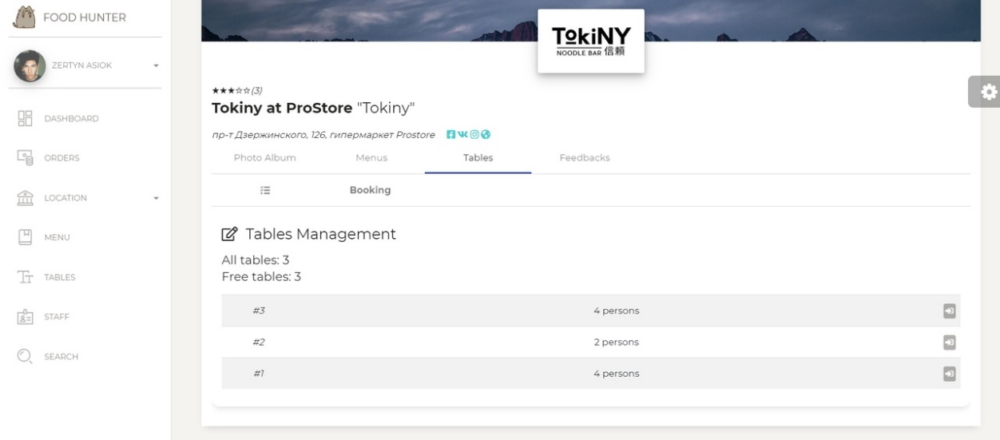 FOOD HUNTER
ZERTYN ASIOK
DASHBOARD
ORDERS
LOCATION
MENU
TABLES
STAFF
SEARCH
TokiNY
NOODLE BAR 信頼
★★★☆☆(3)
Tokiny at ProStore "Tokiny"
пр-т Дзержинского, 126, гипермаркет Prostore
Photo Album Menus Tables Feedbacks
Booking
Tables Management
All tables: 3
Free tables: 3
#3 4 persons
#2 2 persons
#1 4 persons